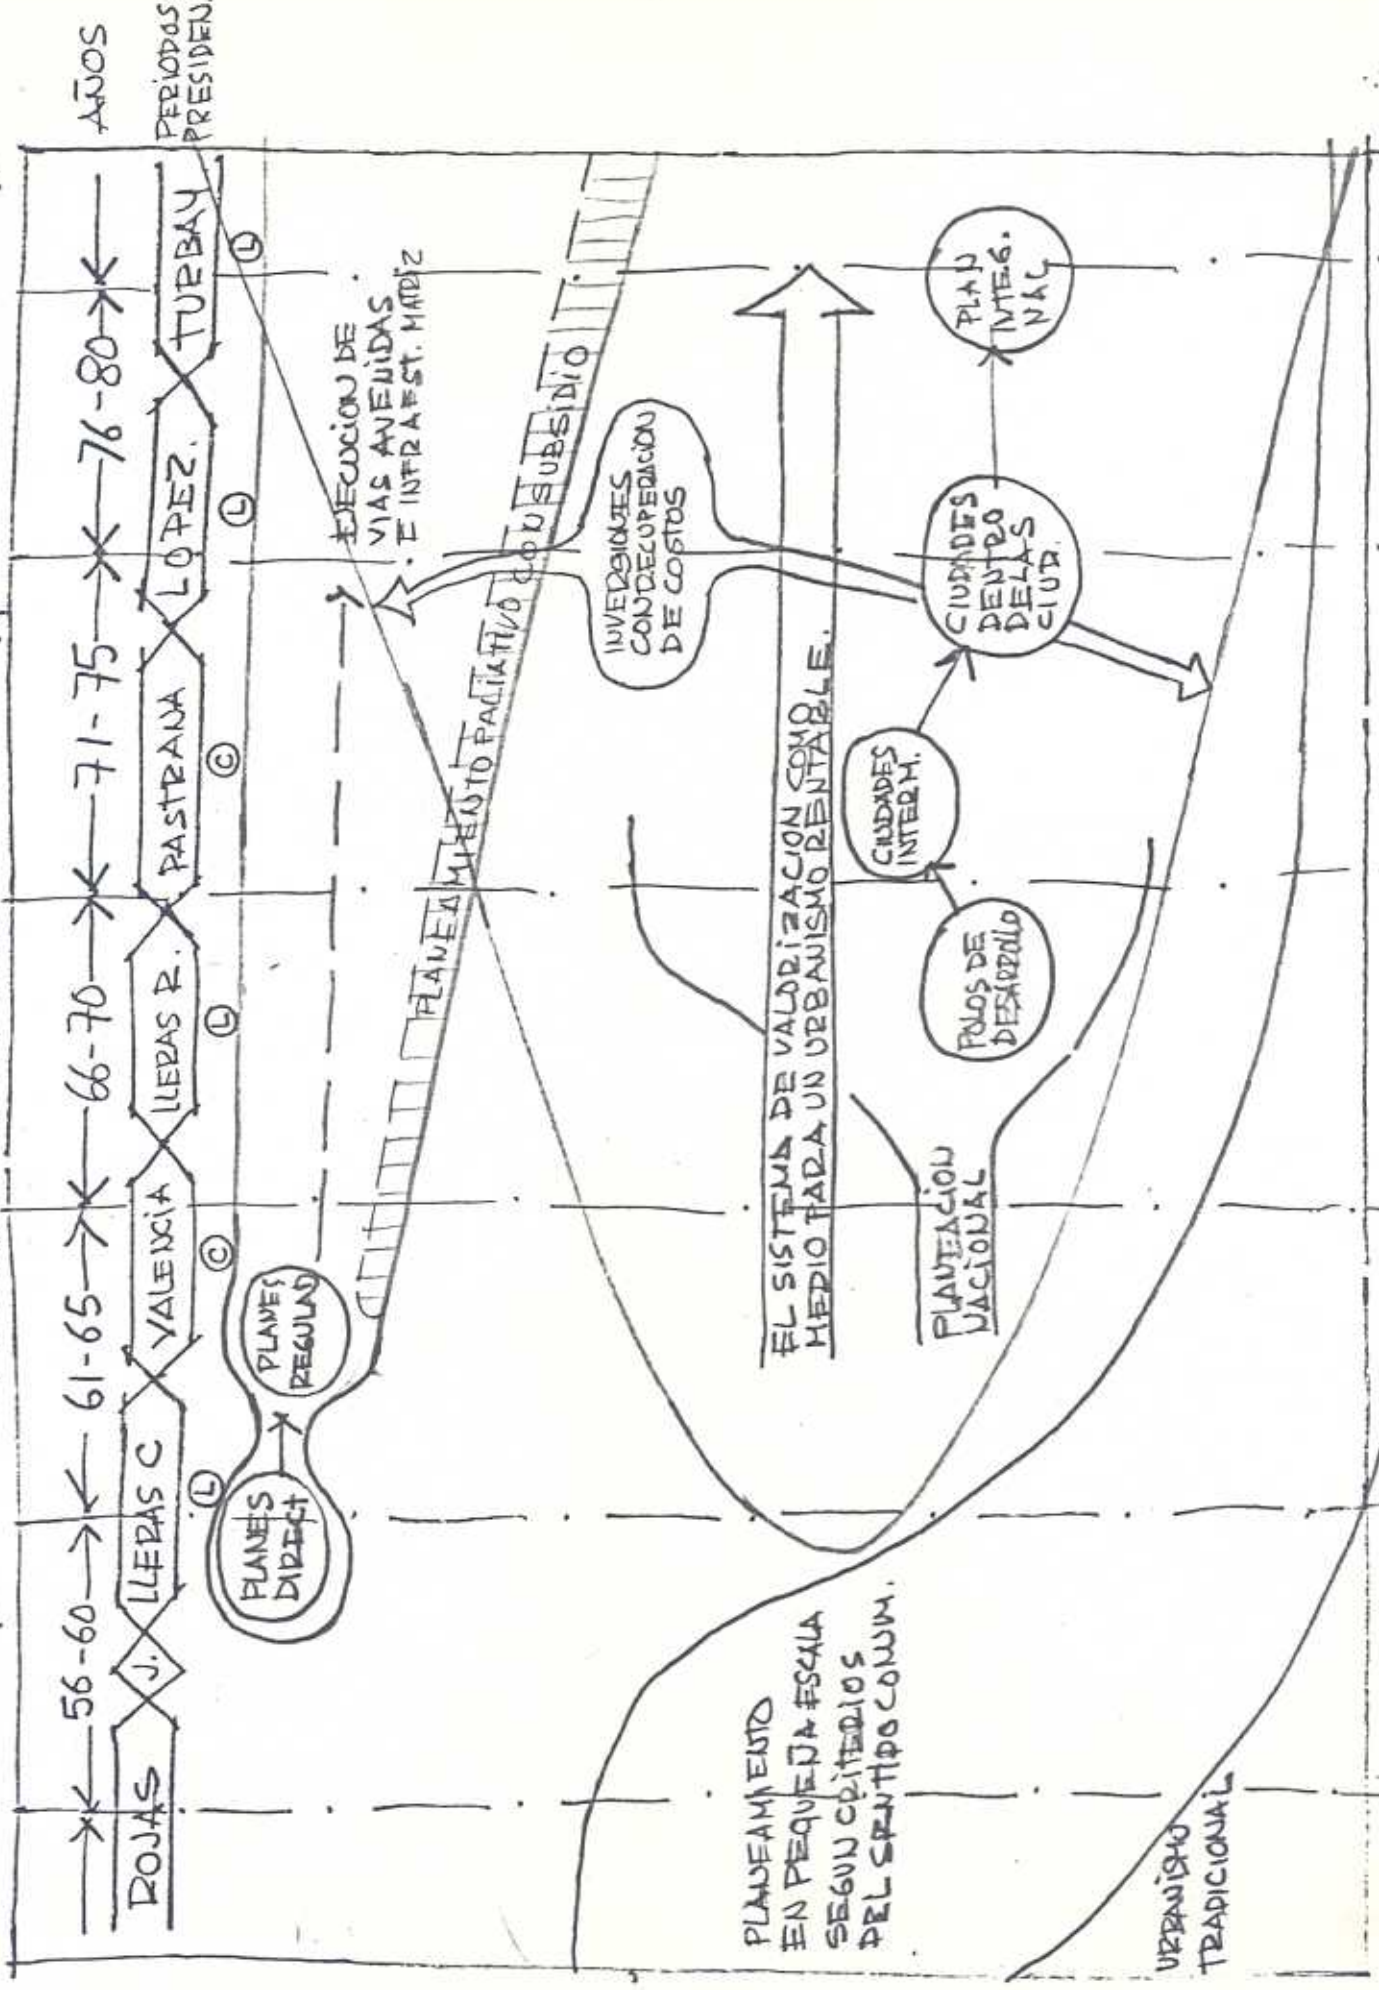 AÑOS
56-60
61-65
66-70
71-75
76-80
PERIODOS
PRESIDEN.
ROJAS
J.
LLERAS C
VALENCIA
LLERAS R.
PASTRANA
LOPEZ.
TURBAY
L
C
L
C
L
L
PLANES
DIRECT
PLANES
REGULAD
EJECUCION DE
VIAS AVENIDAS
E INFRAEST. MATRIZ
PLANEAMIENTO PALIATIVO CON SUBSIDIO
INVERSIONES
CON RECUPERACION
DE COSTOS
EL SISTEMA DE VALORIZACION COMO
MEDIO PARA UN URBANISMO RENTABLE.
PLANEACION
NACIONAL
POLOS DE
DESARROLLO
CIUDADES
INTERM.
CIUDADES
DENTRO
DE LAS
CIUD.
PLAN
INTEG.
NAL
PLANEAMIENTO
EN PEQUEÑA ESCALA
SEGUN CRITERIOS
DEL SENTIDO COMUM.
URBANISMO
TRADICIONAL